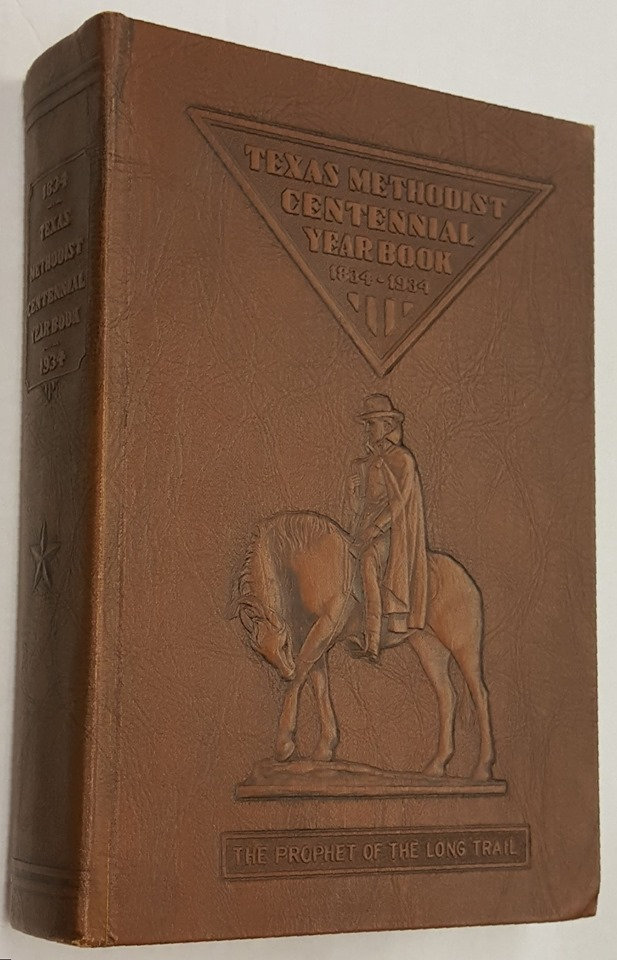 1834
TEXAS
METHODIST
CENTENNIAL
YEAR BOOK
1934
TEXAS METHODIST
CENTENNIAL
YEAR BOOK
1834 - 1934
THE PROPHET OF THE LONG TRAIL